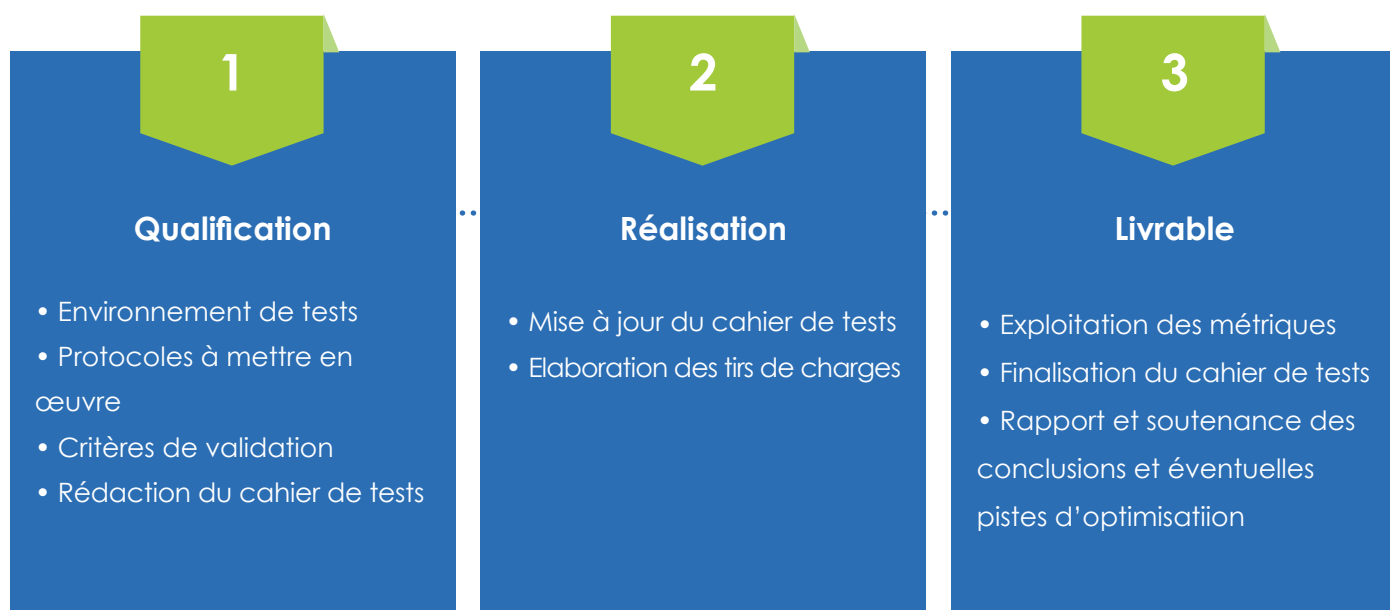 1
Qualification
• Environnement de tests
• Protocoles à mettre en
œuvre
• Critères de validation
• Rédaction du cahier de tests
2
Réalisation
• Mise à jour du cahier de tests
• Elaboration des tirs de charges
3
Livrable
• Exploitation des métriques
• Finalisation du cahier de tests
• Rapport et soutenance des
conclusions et éventuelles
pistes d’optimisatiion